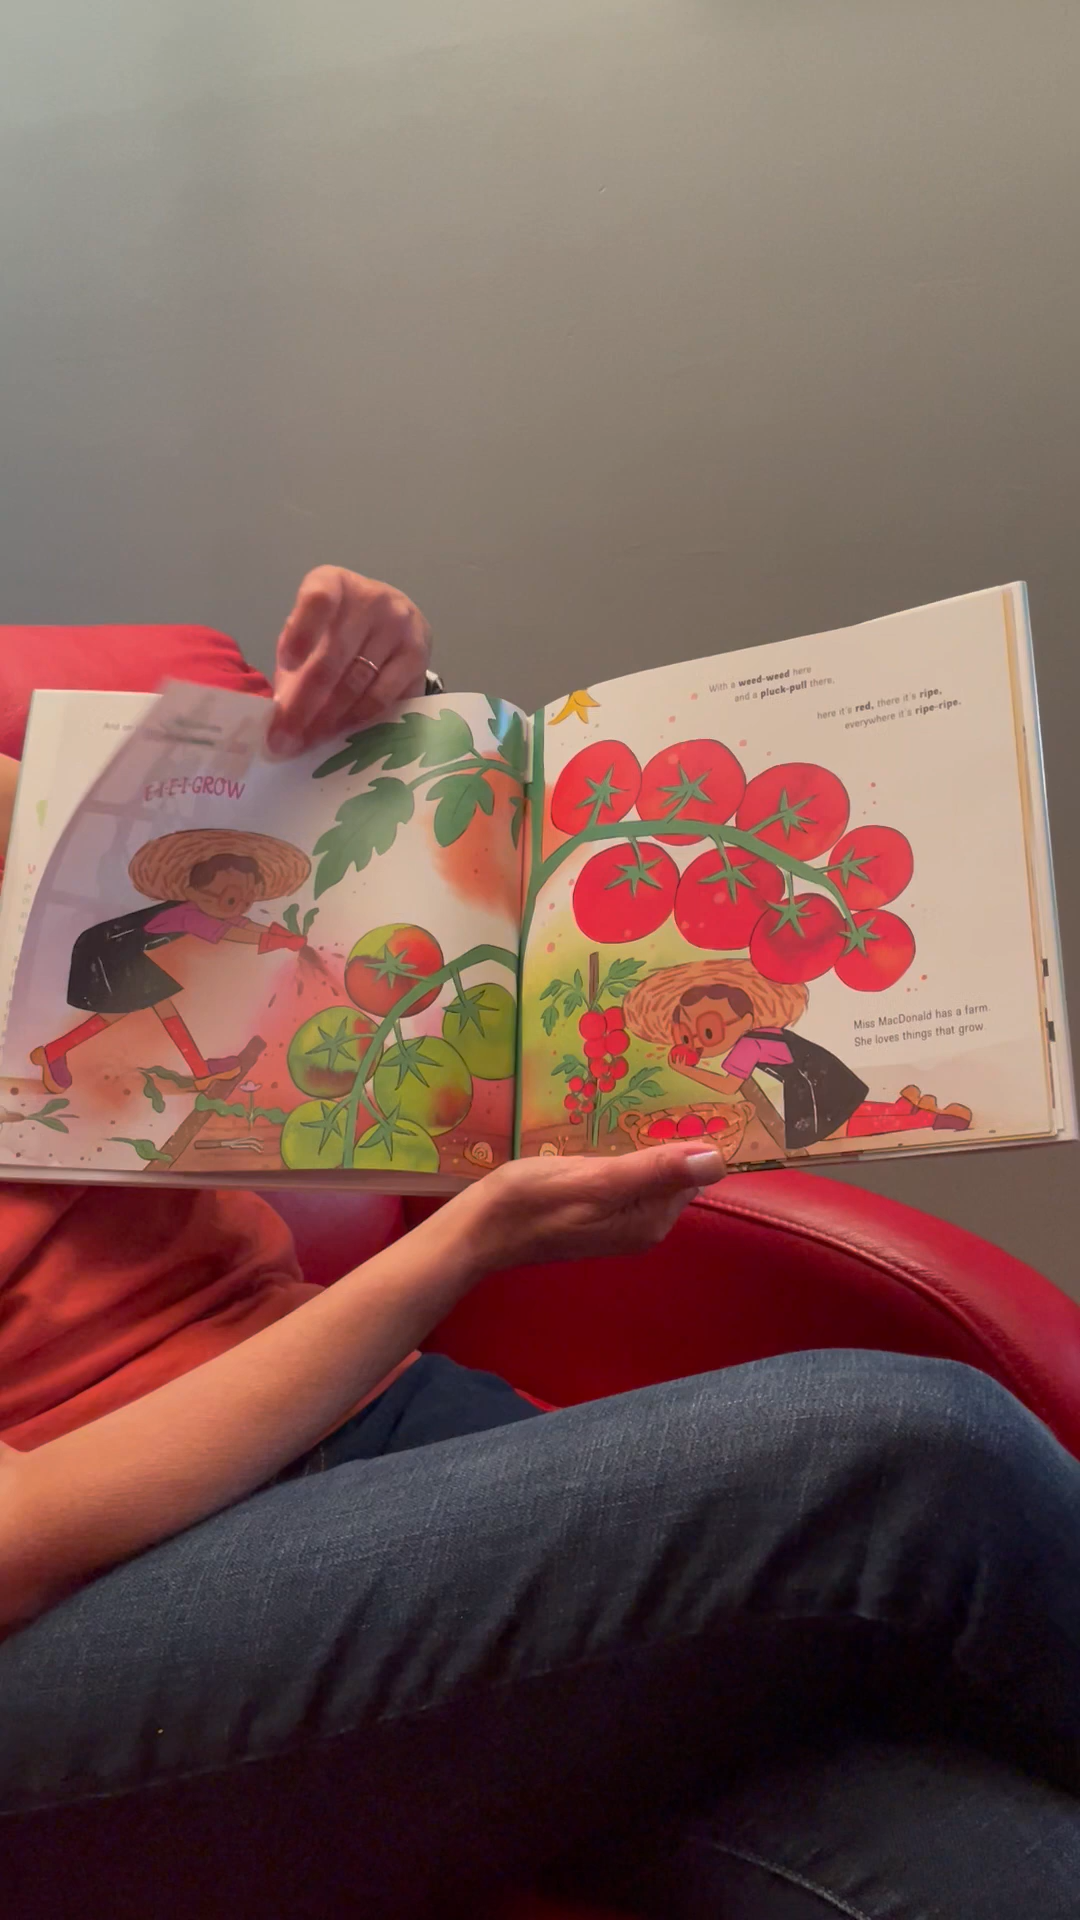 E-I-E-I-GROW
With a weed-weed here
and a pluck-pull there,
here it's red, there it's ripe,
everywhere it's ripe-ripe.
Miss MacDonald has a farm.
She loves things that grow.